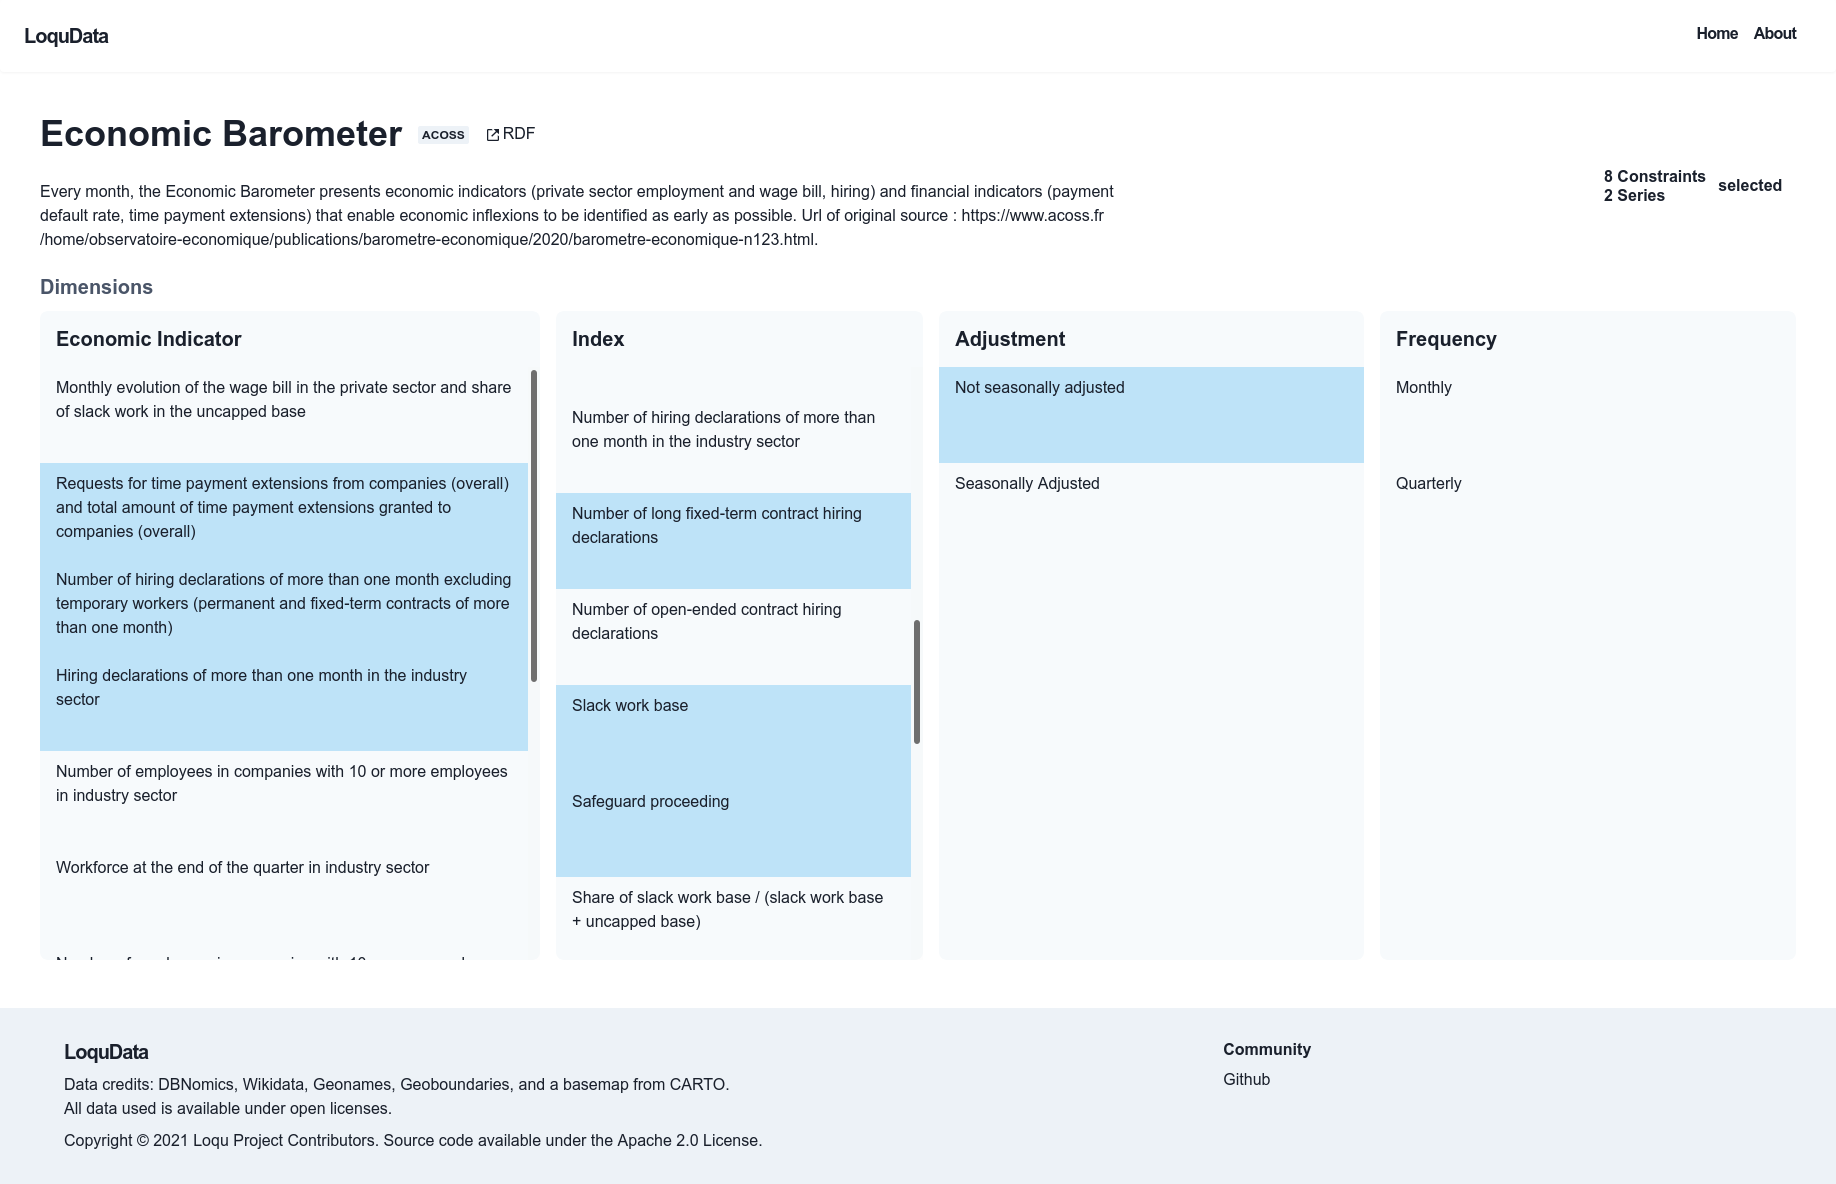 LoquData
Home About
Economic Barometer ACOSS RDF
Every month, the Economic Barometer presents economic indicators (private sector employment and wage bill, hiring) and financial indicators (payment
default rate, time payment extensions) that enable economic inflexions to be identified as early as possible. Url of original source : https://www.acoss.fr
/home/observatoire-economique/publications/barometre-economique/2020/barometre-economique-n123.html.
8 Constraints
2 Series
selected
Dimensions
Economic Indicator
Monthly evolution of the wage bill in the private sector and share
of slack work in the uncapped base
Requests for time payment extensions from companies (overall)
and total amount of time payment extensions granted to
companies (overall)
Number of hiring declarations of more than one month excluding
temporary workers (permanent and fixed-term contracts of more
than one month)
Hiring declarations of more than one month in the industry
sector
Number of employees in companies with 10 or more employees
in industry sector
Workforce at the end of the quarter in industry sector
Index
Number of hiring declarations of more than
one month in the industry sector
Number of long fixed-term contract hiring
declarations
Number of open-ended contract hiring
declarations
Slack work base
Safeguard proceeding
Share of slack work base / (slack work base
+ uncapped base)
Adjustment
Not seasonally adjusted
Seasonally Adjusted
Frequency
Monthly
Quarterly
LoquData
Data credits: DBNomics, Wikidata, Geonames, Geoboundaries, and a basemap from CARTO.
All data used is available under open licenses.
Copyright © 2021 Loqu Project Contributors. Source code available under the Apache 2.0 License.
Community
Github